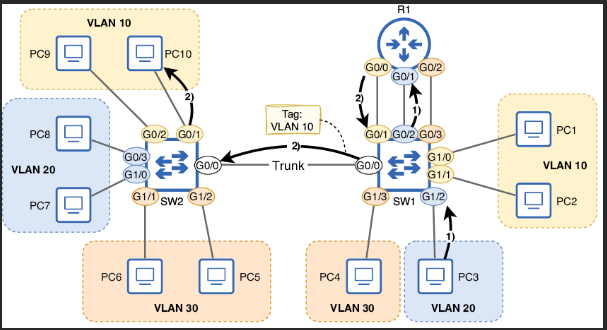 R1
VLAN 10
PC9
PC10
G0/0
G0/2
G0/1
2)
2)
1)
Tag:
VLAN 10
PC8
VLAN 20
PC7
G0/2
G0/1
G0/3
G1/0
G0/0
SW2
G1/1
G1/2
2)
Trunk
G0/1
G0/2
G0/3
G0/0
G1/0
G1/1
SW1
G1/3
G1/2
PC1
VLAN 10
PC2
1)
PC6
PC5
VLAN 30
PC4
VLAN 30
PC3
VLAN 20